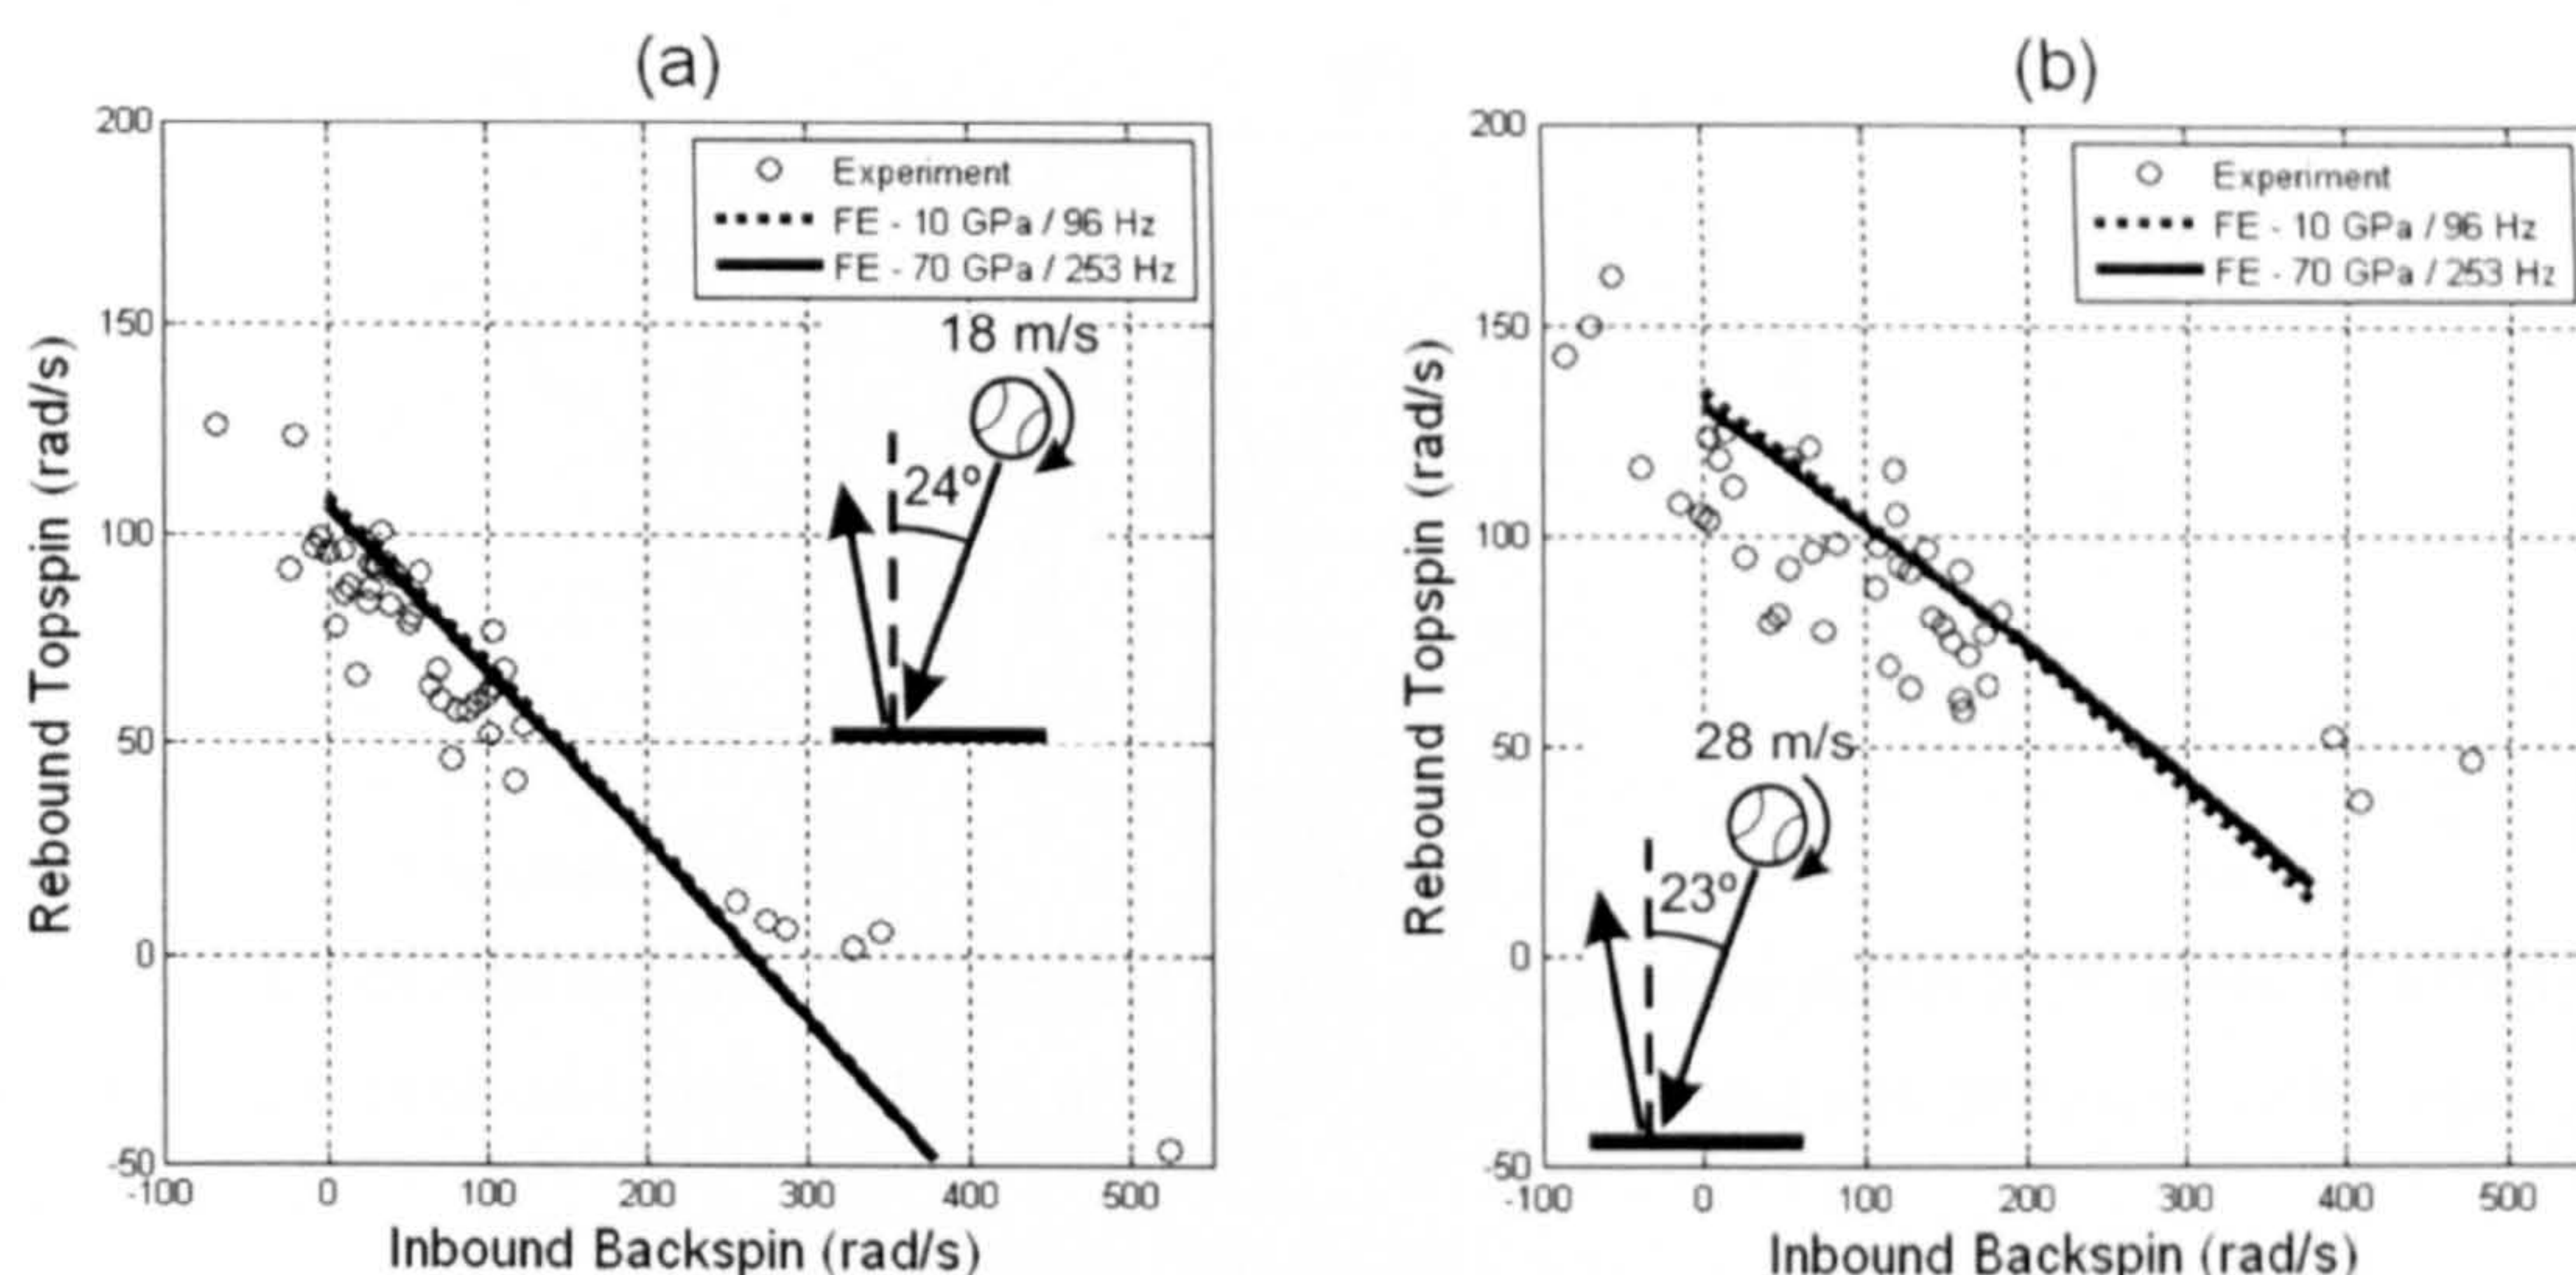 (a)
200
150
100
50
0
-50
-100 0 100 200 300 400 500
Rebound Topspin (rad/s)
Inbound Backspin (rad/s)
Experiment
FE - 10 GPa / 96 Hz
FE - 70 GPa / 253 Hz
18 m/s
24º
(b)
200
150
100
50
0
-50
-100 0 100 200 300 400 500
Rebound Topspin (rad/s)
Inbound Backspin (rad/s)
Experiment
FE - 10 GPa / 96 Hz
FE - 70 GPa / 253 Hz
28 m/s
23º